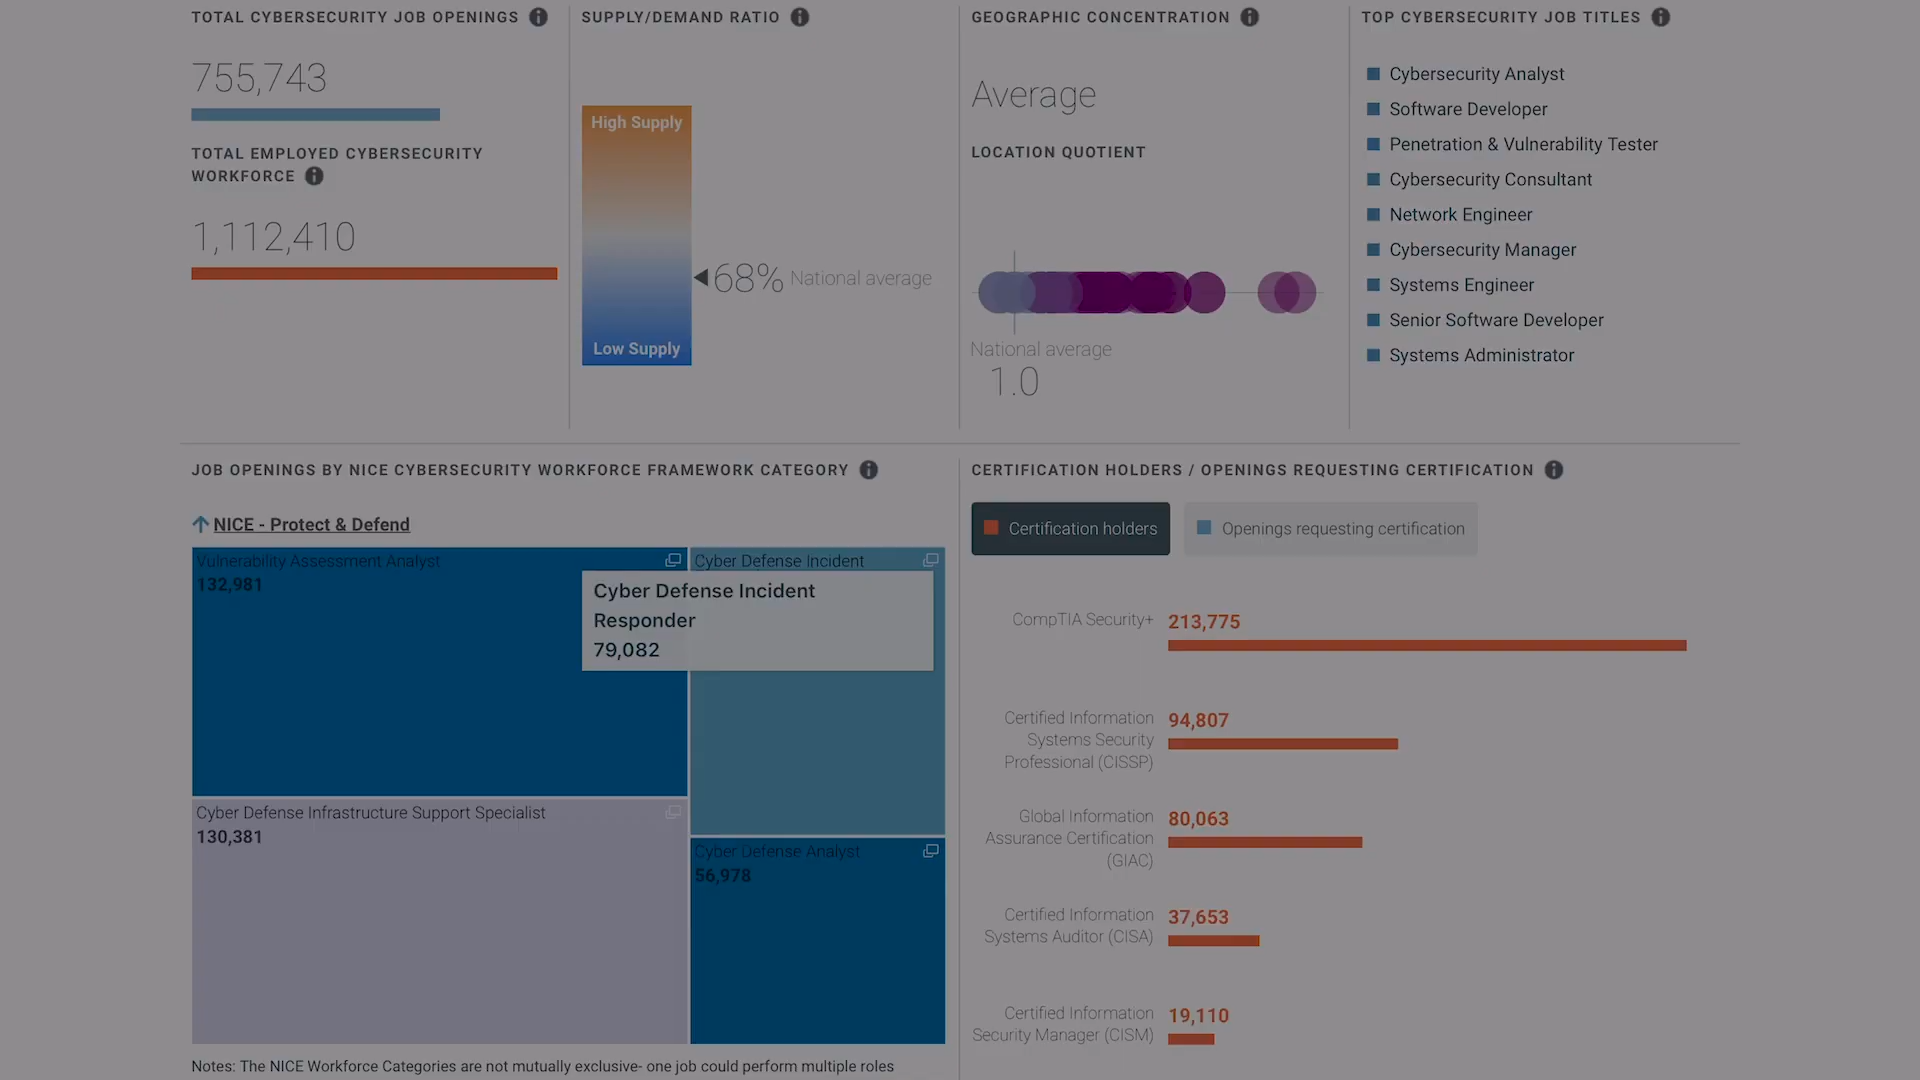 TOTAL CYBERSECURITY JOB OPENINGS
755,743
TOTAL EMPLOYED CYBERSECURITY
WORKFORCE
1,112,410
SUPPLY/DEMAND RATIO
High Supply
68% National average
Low Supply
GEOGRAPHIC CONCENTRATION
Average
LOCATION QUOTIENT
National average
1.0
TOP CYBERSECURITY JOB TITLES
Cybersecurity Analyst
Software Developer
Penetration & Vulnerability Tester
Cybersecurity Consultant
Network Engineer
Cybersecurity Manager
Systems Engineer
Senior Software Developer
Systems Administrator
JOB OPENINGS BY NICE CYBERSECURITY WORKFORCE FRAMEWORK CATEGORY
NICE - Protect & Defend
Vulnerability Assessment Analyst
132,981
Cyber Defense Incident
Cyber Defense Incident
Responder
79,082
Cyber Defense Infrastructure Support Specialist
130,381
Cyber Defense Analyst
56,978
Notes: The NICE Workforce Categories are not mutually exclusive- one job could perform multiple roles
CERTIFICATION HOLDERS / OPENINGS REQUESTING CERTIFICATION
Certification holders
Openings requesting certification
CompTIA Security+
213,775
Certified Information
Systems Security
Professional (CISSP)
94,807
Global Information
Assurance Certification
(GIAC)
80,063
Certified Information
Systems Auditor (CISA)
37,653
Certified Information
Security Manager (CISM)
19,110